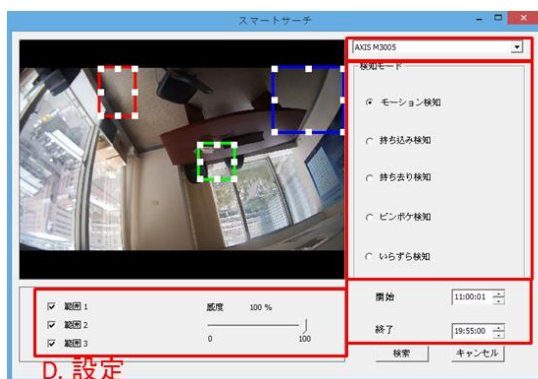 スマートサーチ
AXIS M3005
検知モード
モーション検知
持ち込み検知
持ち去り検知
ピンボケ検知
いらずら検知
範囲 1
範囲 2
範囲 3
感度 100 %
0 100
開始 11:00:01
終了 19:55:00
検索 キャンセル
D. 設定